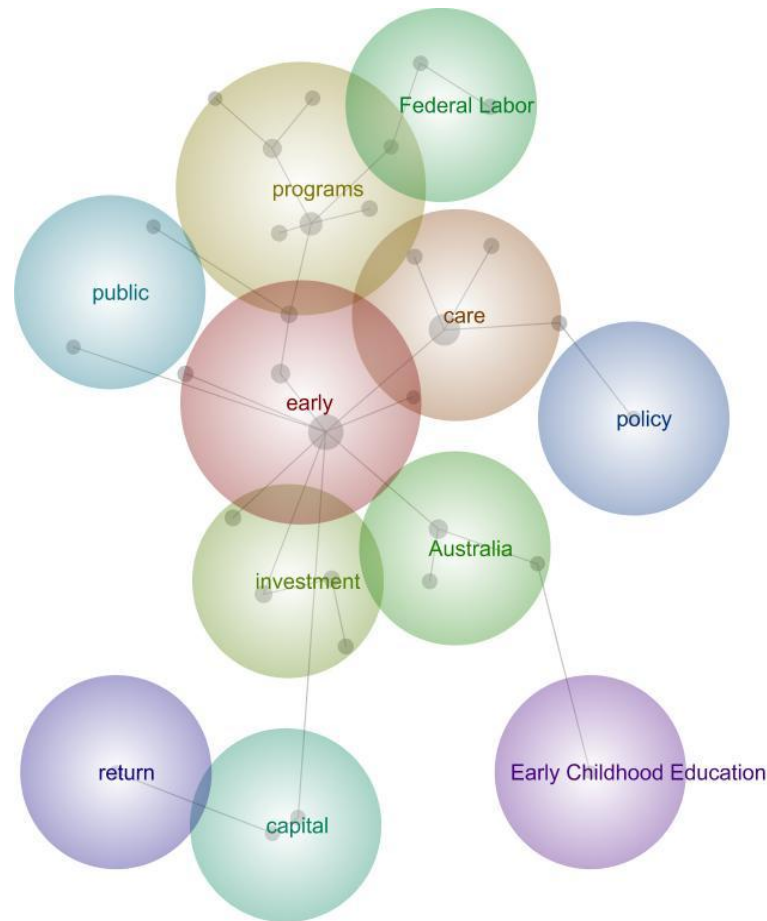 Federal Labor
programs
public
care
early
policy
Australia
investment
return
Early Childhood Education
capital